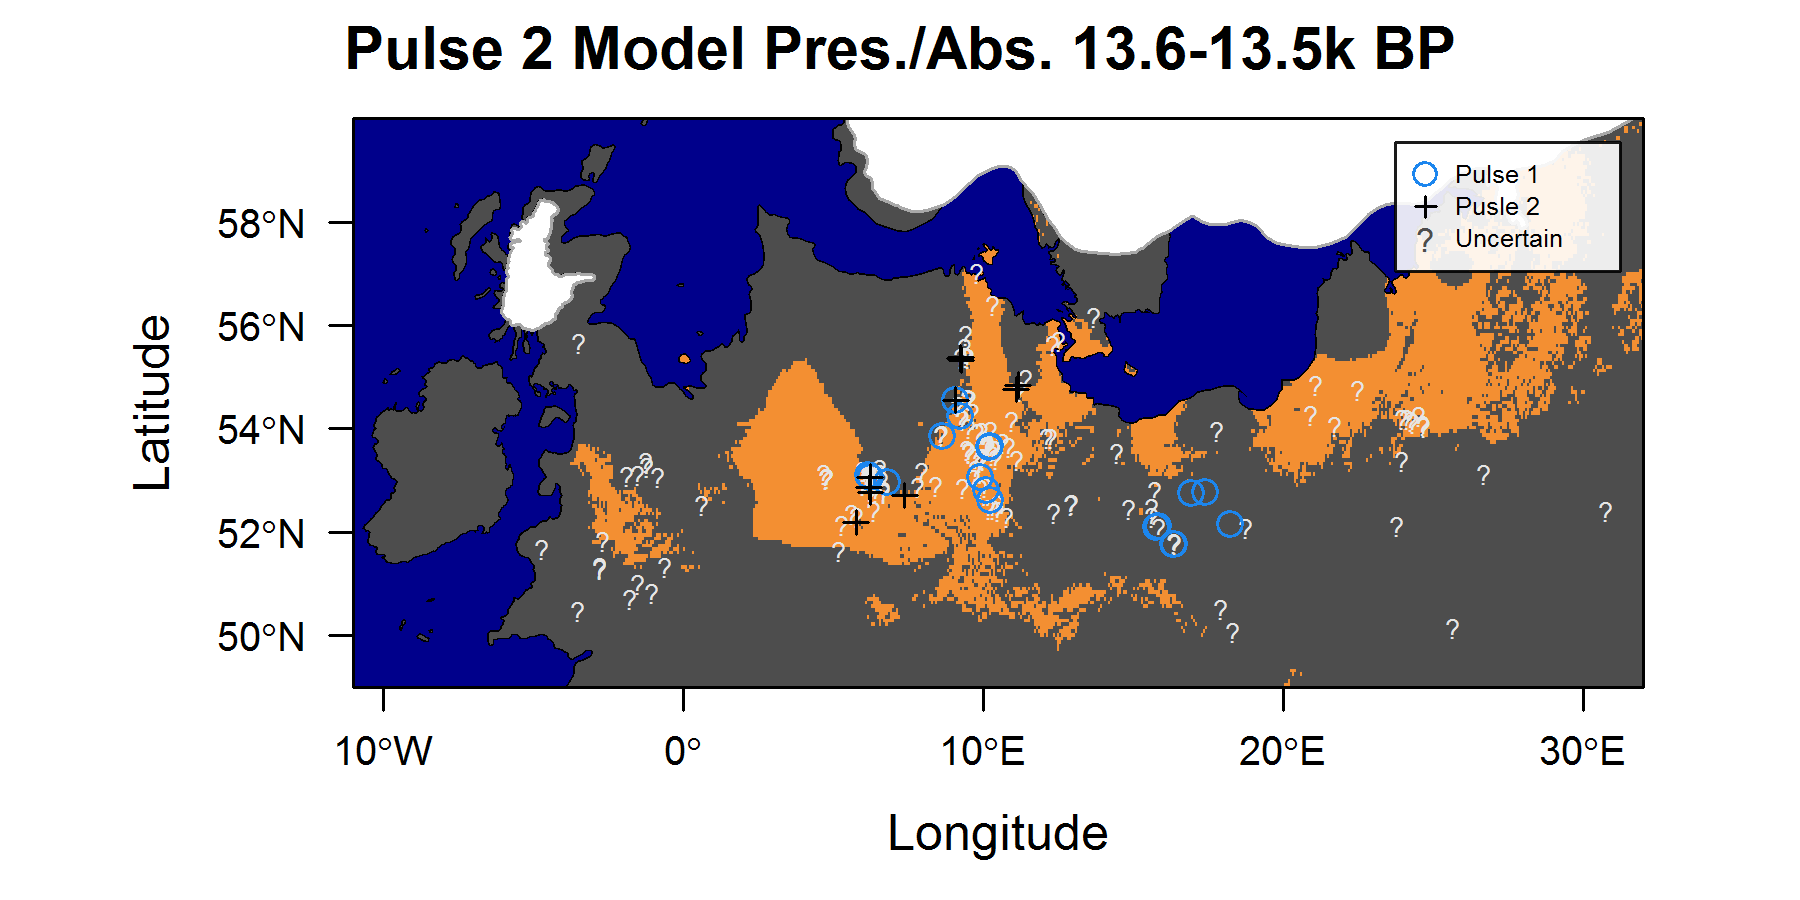 Pulse 2 Model Pres./Abs. 13.6-13.5k BP
Pulse 1
Pusle 2
? Uncertain
58°N
56°N
54°N
52°N
50°N
Latitude
10°W 0° 10°E 20°E 30°E
Longitude